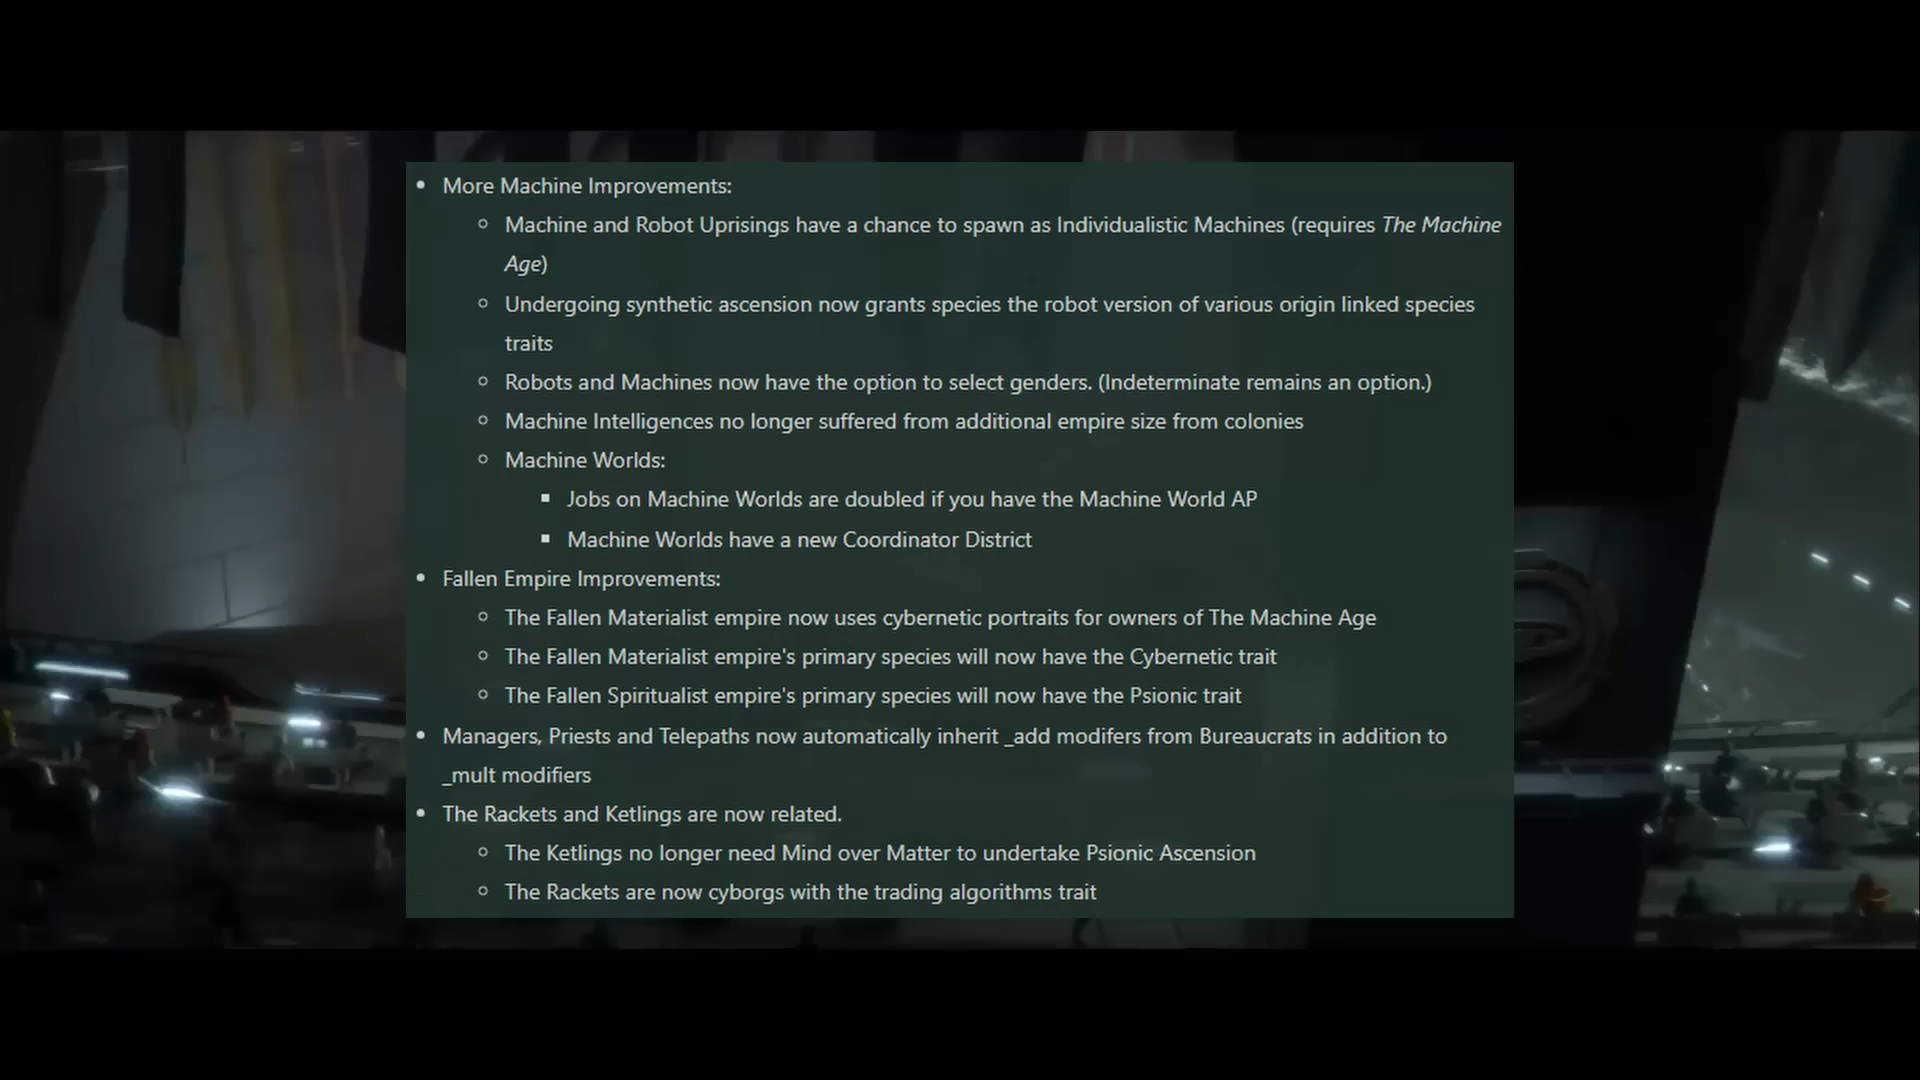 More Machine Improvements:
Machine and Robot Uprisings have a chance to spawn as Individualistic Machines (requires The Machine
Age)
Undergoing synthetic ascension now grants species the robot version of various origin linked species
traits
Robots and Machines now have the option to select genders. (Indeterminate remains an option.)
Machine Intelligences no longer suffered from additional empire size from colonies
Machine Worlds:
Jobs on Machine Worlds are doubled if you have the Machine World AP
Machine Worlds have a new Coordinator District
Fallen Empire Improvements:
The Fallen Materialist empire now uses cybernetic portraits for owners of The Machine Age
The Fallen Materialist empire's primary species will now have the Cybernetic trait
The Fallen Spiritualist empire's primary species will now have the Psionic trait
Managers, Priests and Telepaths now automatically inherit _add modifers from Bureaucrats in addition to
_mult modifiers
The Rackets and Ketlings are now related.
The Ketlings no longer need Mind over Matter to undertake Psionic Ascension
The Rackets are now cyborgs with the trading algorithms trait